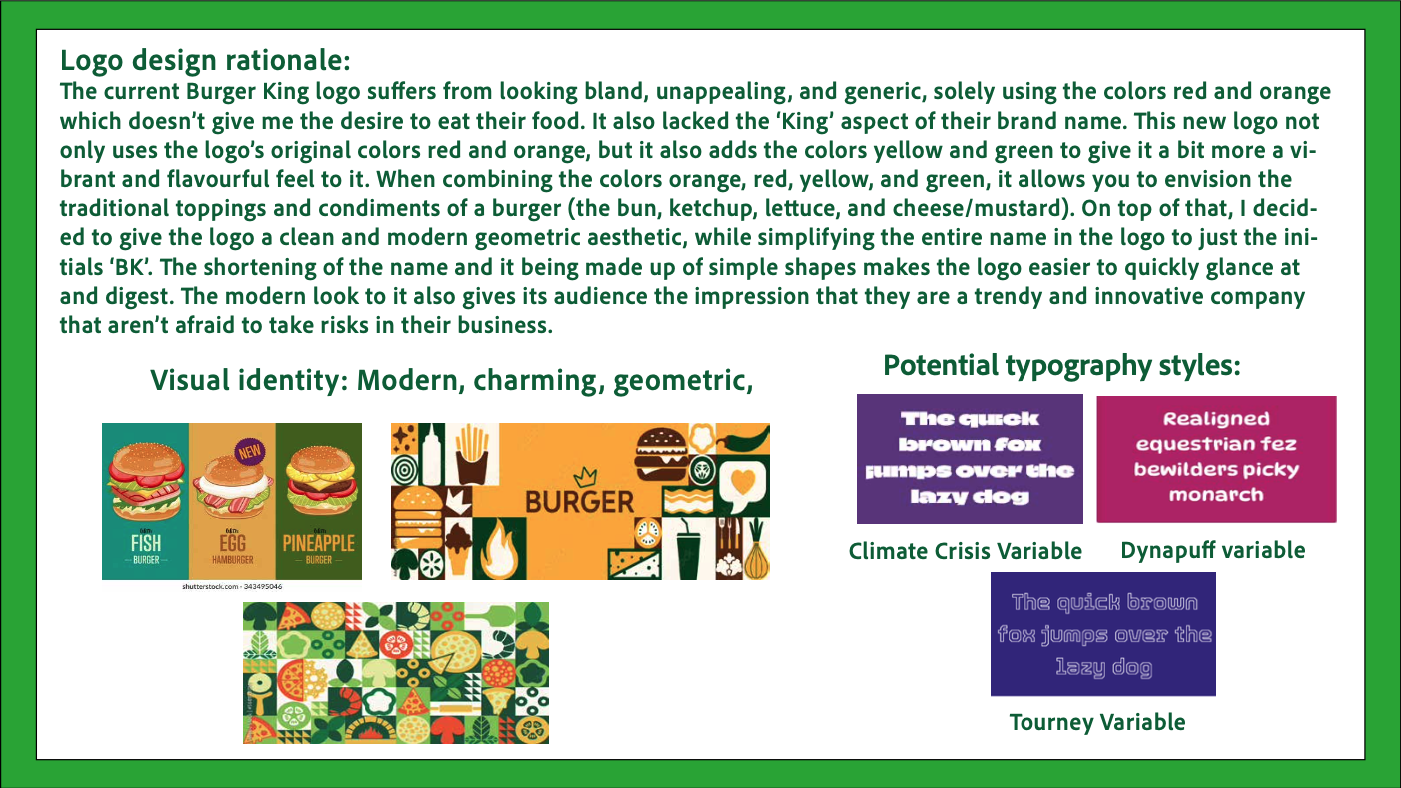 Logo design rationale:
The current Burger King logo suffers from looking bland, unappealing, and generic, solely using the colors red and orange
which doesn't give me the desire to eat their food. It also lacked the 'King' aspect of their brand name. This new logo not
only uses the logo's original colors red and orange, but it also adds the colors yellow and green to give it a bit more a vi-
brant and flavourful feel to it. When combining the colors orange, red, yellow, and green, it allows you to envision the
traditional toppings and condiments of a burger (the bun, ketchup, lettuce, and cheese/mustard). On top of that, I decid-
ed to give the logo a clean and modern geometric aesthetic, while simplifying the entire name in the logo to just the ini-
tials 'BK'. The shortening of the name and it being made up of simple shapes makes the logo easier to quickly glance at
and digest. The modern look to it also gives its audience the impression that they are a trendy and innovative company
that aren't afraid to take risks in their business.
Visual identity: Modern, charming, geometric,
NEW
FISH
BURGER
EGG
HAMBURGER
PINEAPPLE
BURGER
shutterstock.com · 343495046
BURGER
Potential typography styles:
The quick
brown fox
jumps over the
lazy dog
Climate Crisis Variable
Realigned
equestrian fez
bewilders picky
monarch
Dynapuff variable
The quick brown
fox jumps over the
lazy dog
Tourney Variable